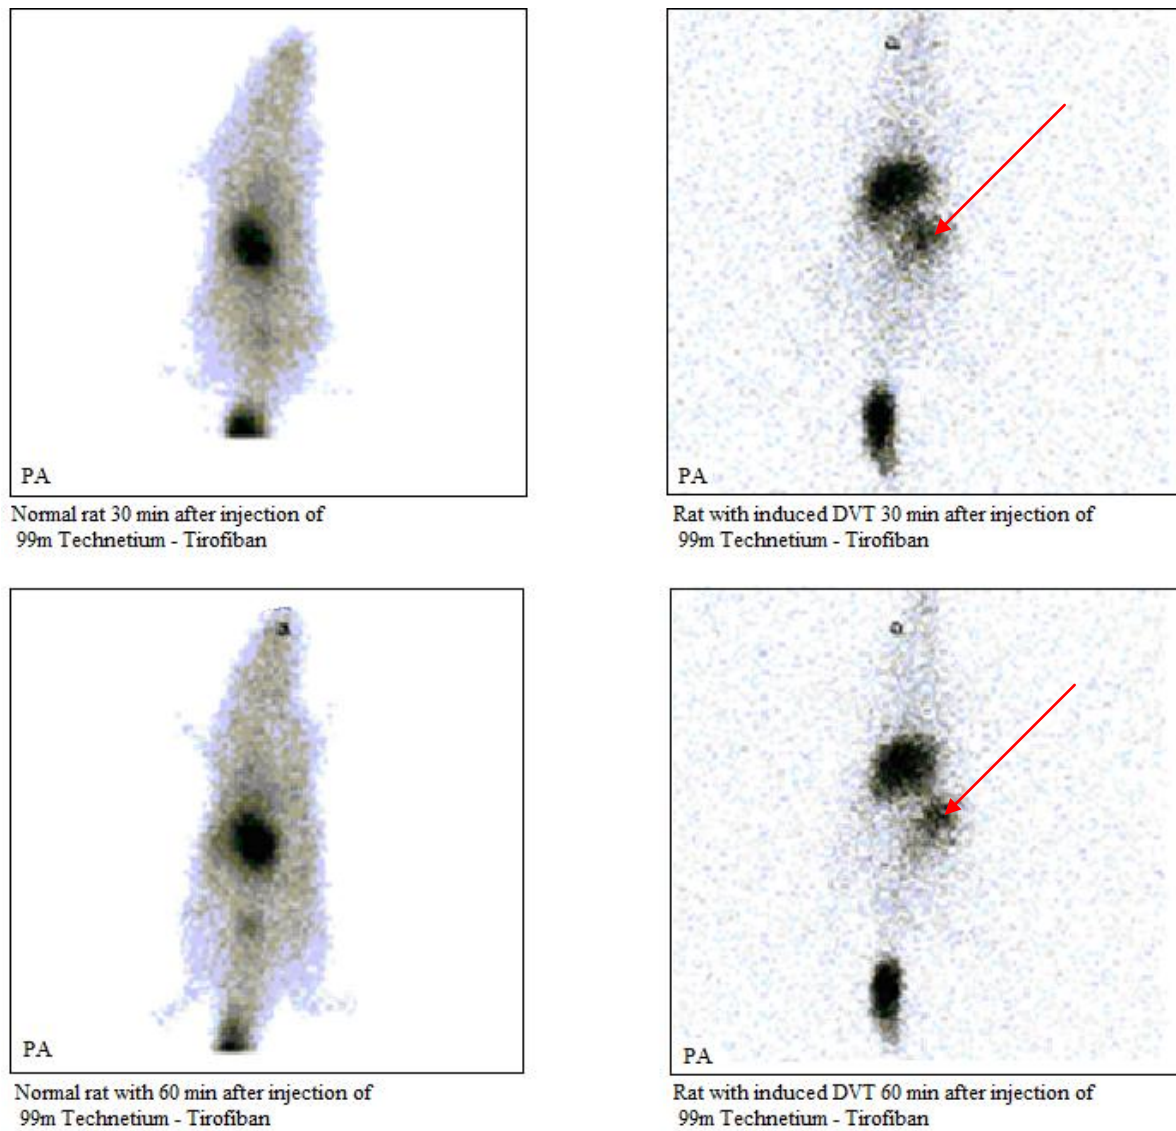 PA
Normal rat 30 min after injection of
99m Technetium - Tirofiban
PA
Rat with induced DVT 30 min after injection of
99m Technetium - Tirofiban
PA
Normal rat with 60 min after injection of
99m Technetium - Tirofiban
PA
Rat with induced DVT 60 min after injection of
99m Technetium - Tirofiban